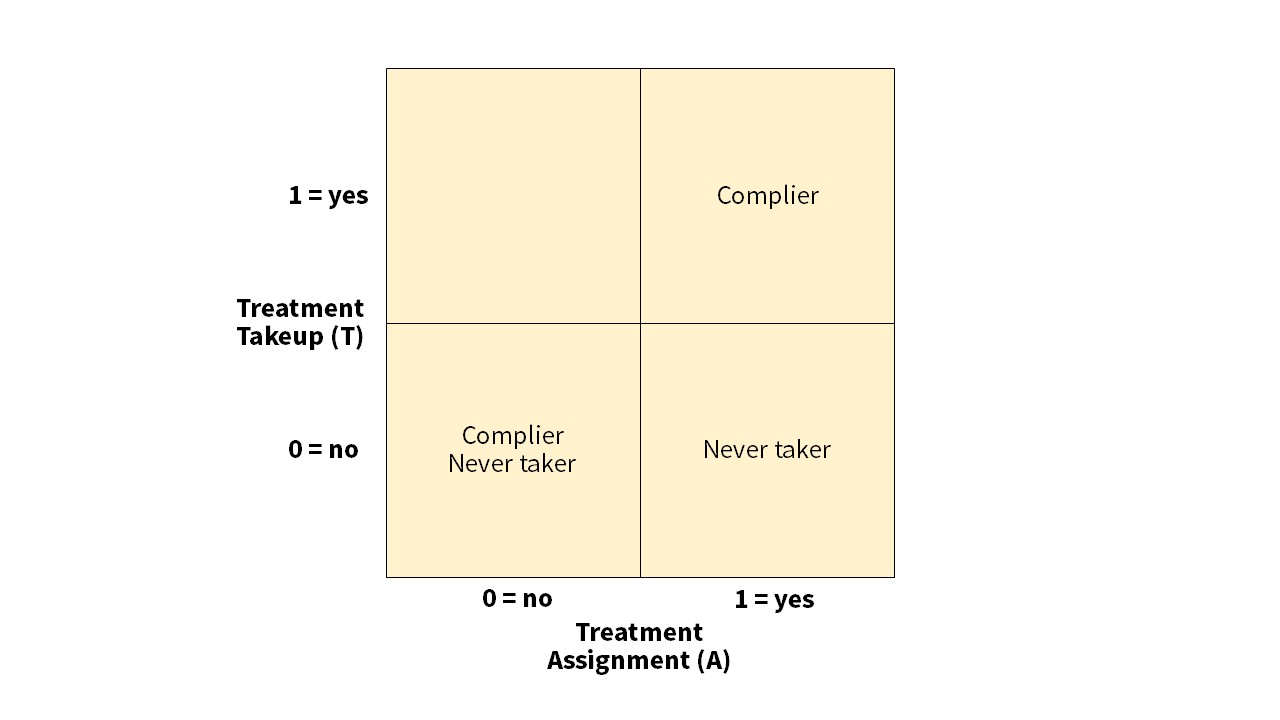 1 = yes
Complier
Treatment
Takeup (T)
0 = no
Complier
Never taker
Never taker
0 = no
1 = yes
Treatment
Assignment (A)